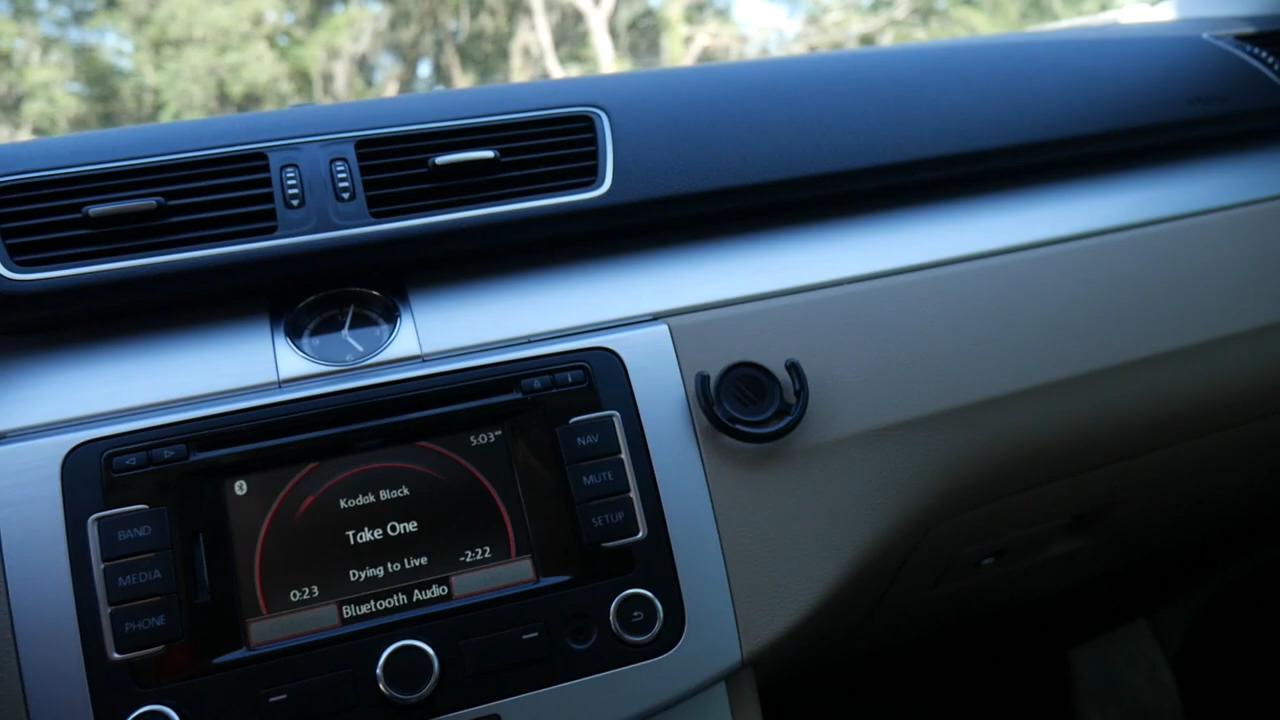 5:03
Kodak Black
Take One
Dying to Live
0:23
-2:22
Bluetooth Audio
BAND
MEDIA
PHONE
NAV
MUTE
SETUP